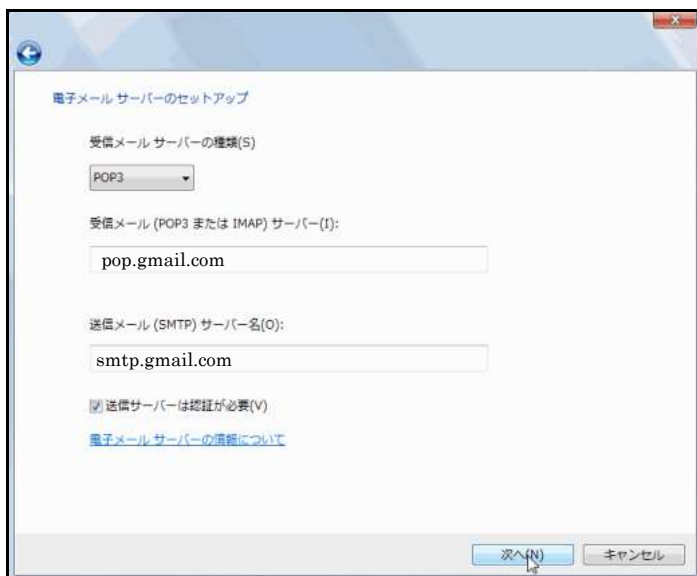 電子メール サーバーのセットアップ
受信メール サーバーの種類(S)
POP3
受信メール (POP3 または IMAP) サーバー(I):
pop.gmail.com
送信メール (SMTP) サーバー名(O):
smtp.gmail.com
送信サーバーは認証が必要(V)
電子メール サーバーの情報について
次へ(N) キャンセル